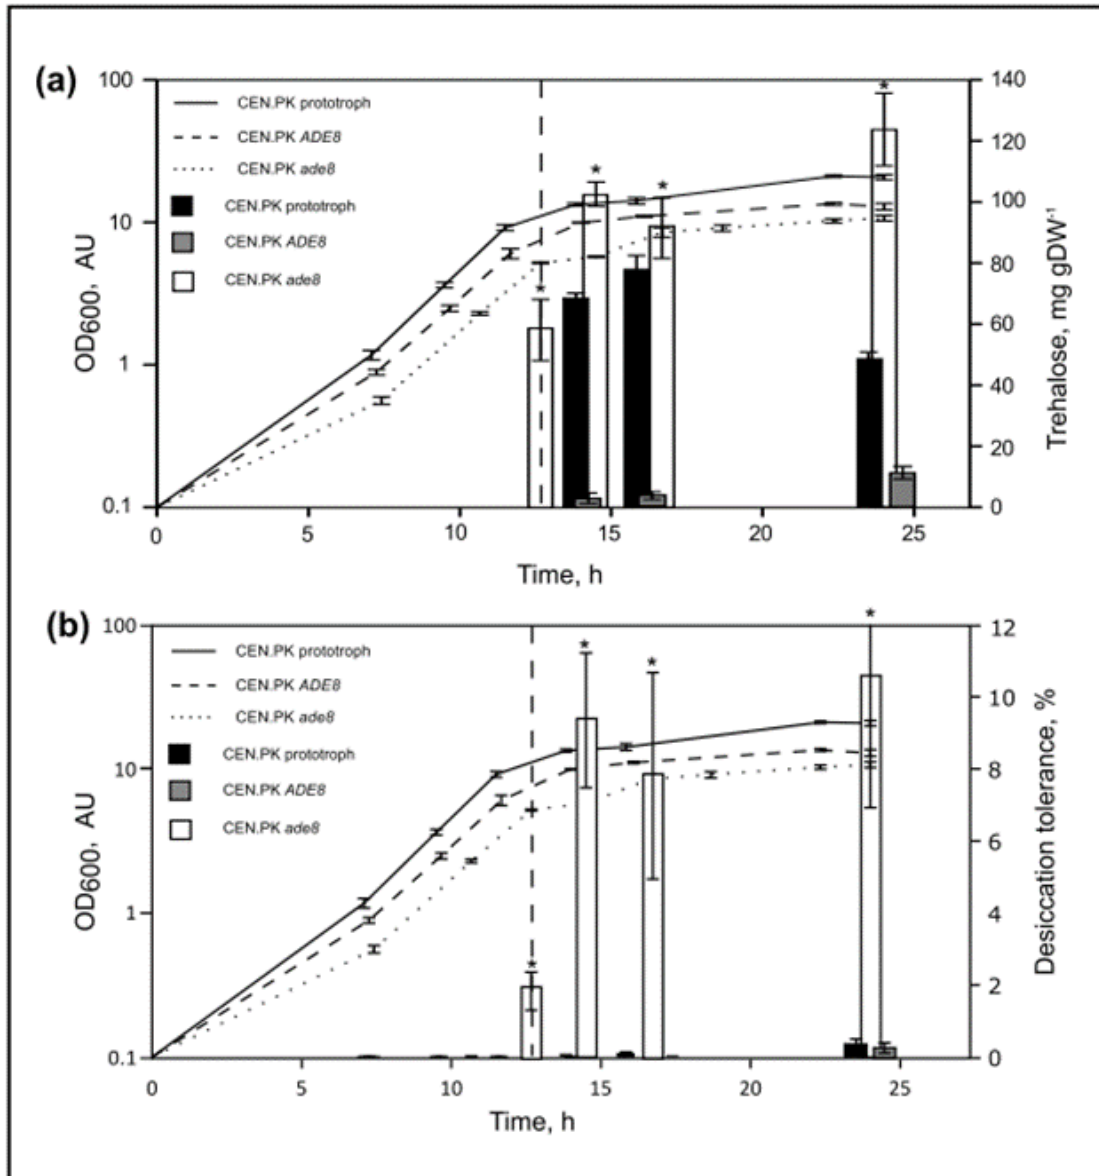 (a)
100
10
1
0.1
OD600, AU
CEN.PK prototroph
CEN.PK ADE8
CEN.PK ade8
CEN.PK prototroph
CEN.PK ADE8
CEN.PK ade8
*
*
*
*
140
120
100
80
60
40
20
0
Trehalose, mg gDW-1
0 5 10 15 20 25
Time, h
(b)
100
10
1
0.1
OD600, AU
CEN.PK prototroph
CEN.PK ADE8
CEN.PK ade8
CEN.PK prototroph
CEN.PK ADE8
CEN.PK ade8
*
*
*
*
12
10
8
6
4
2
0
Desiccation tolerance, %
0 5 10 15 20 25
Time, h